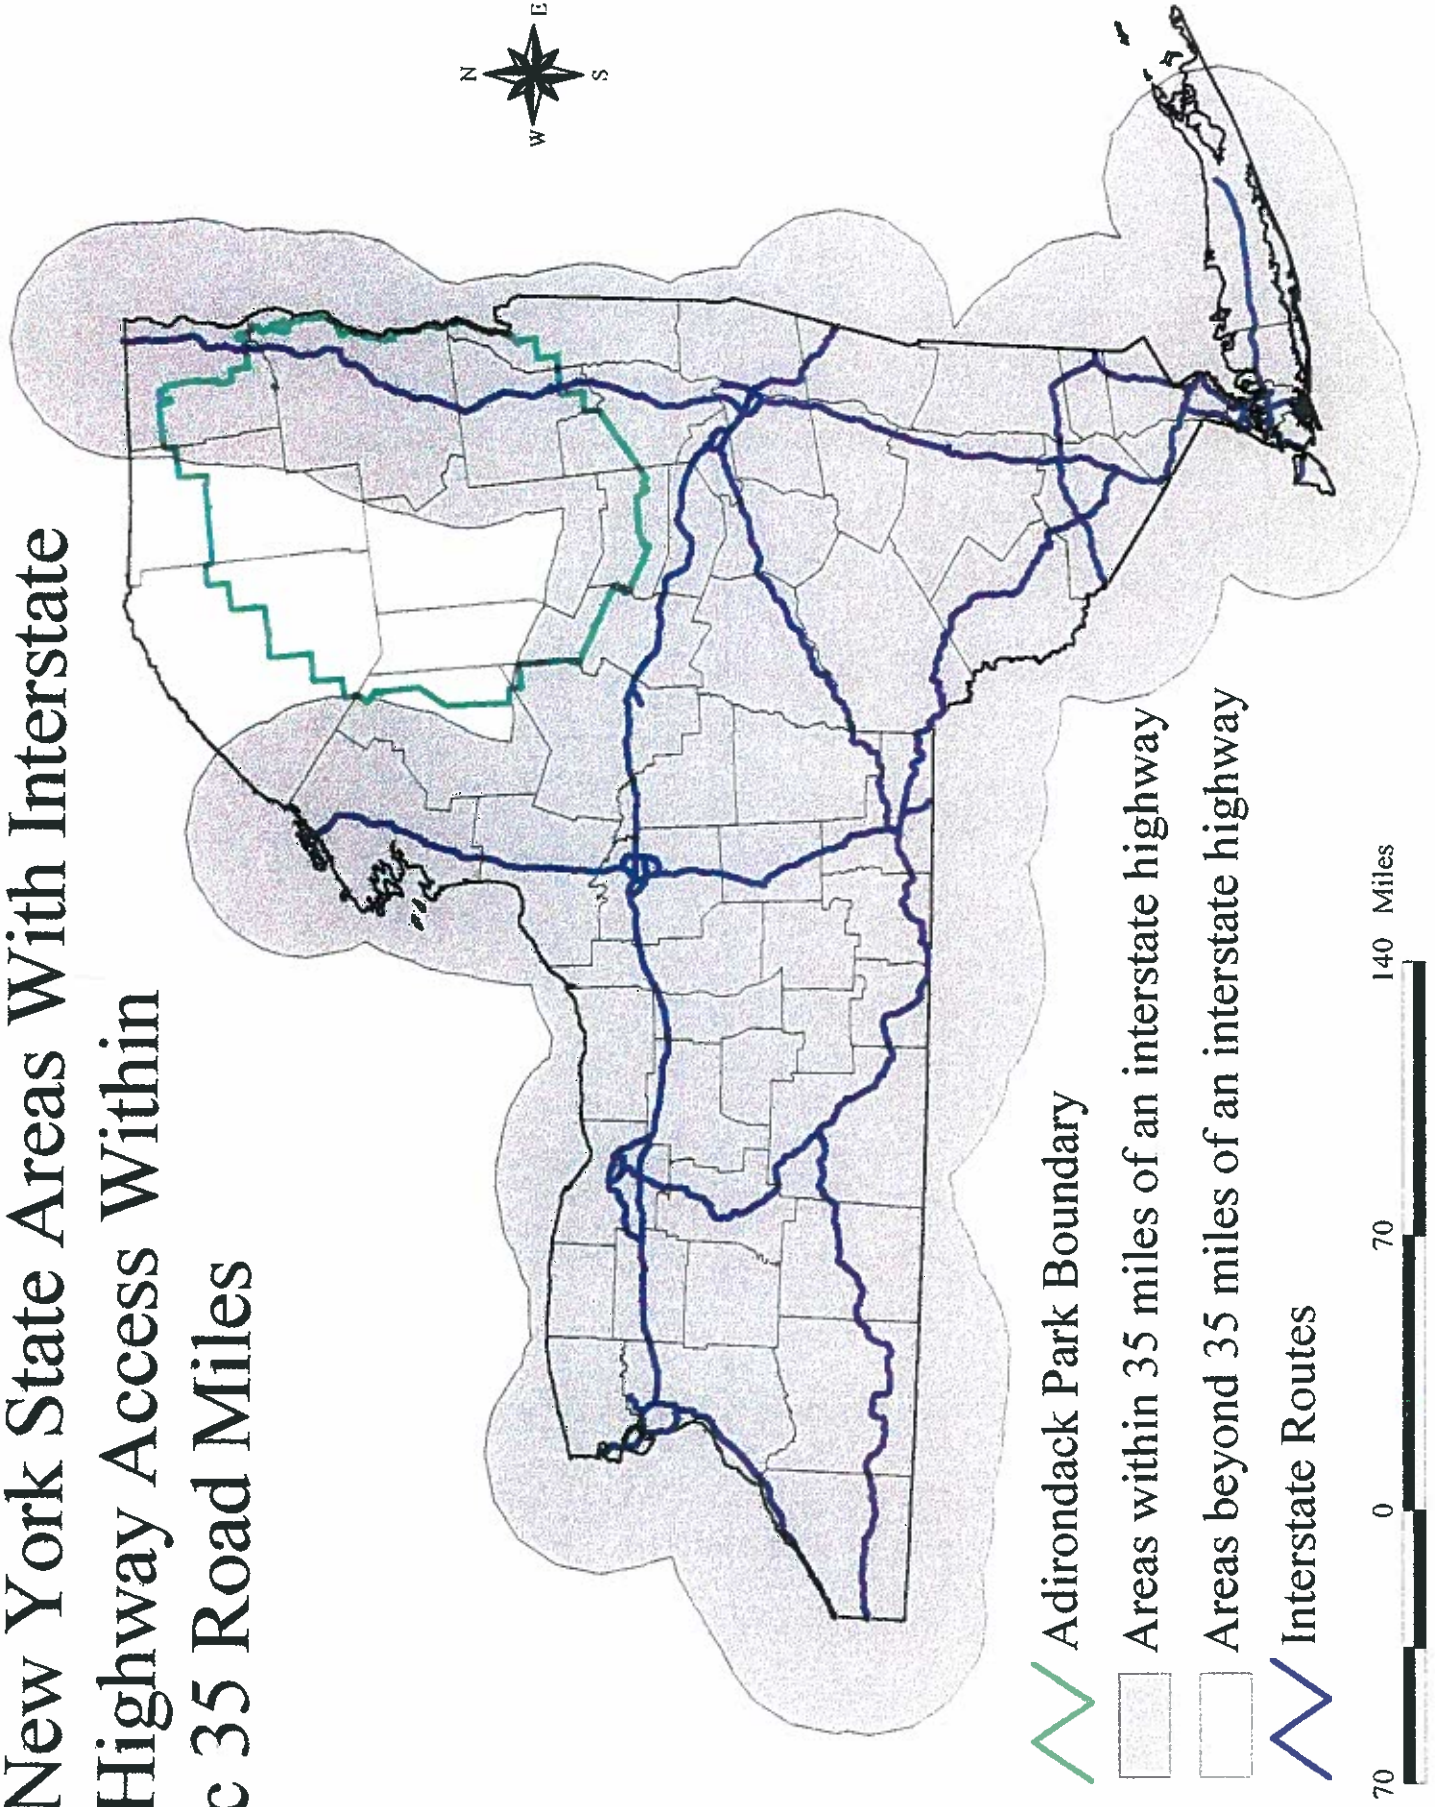 New York State Areas With Interstate
Highway Access Within
c 35 Road Miles
N
W
E
S
Adirondack Park Boundary
Areas within 35 miles of an interstate highway
Areas beyond 35 miles of an interstate highway
Interstate Routes
70 0 70 140 Miles